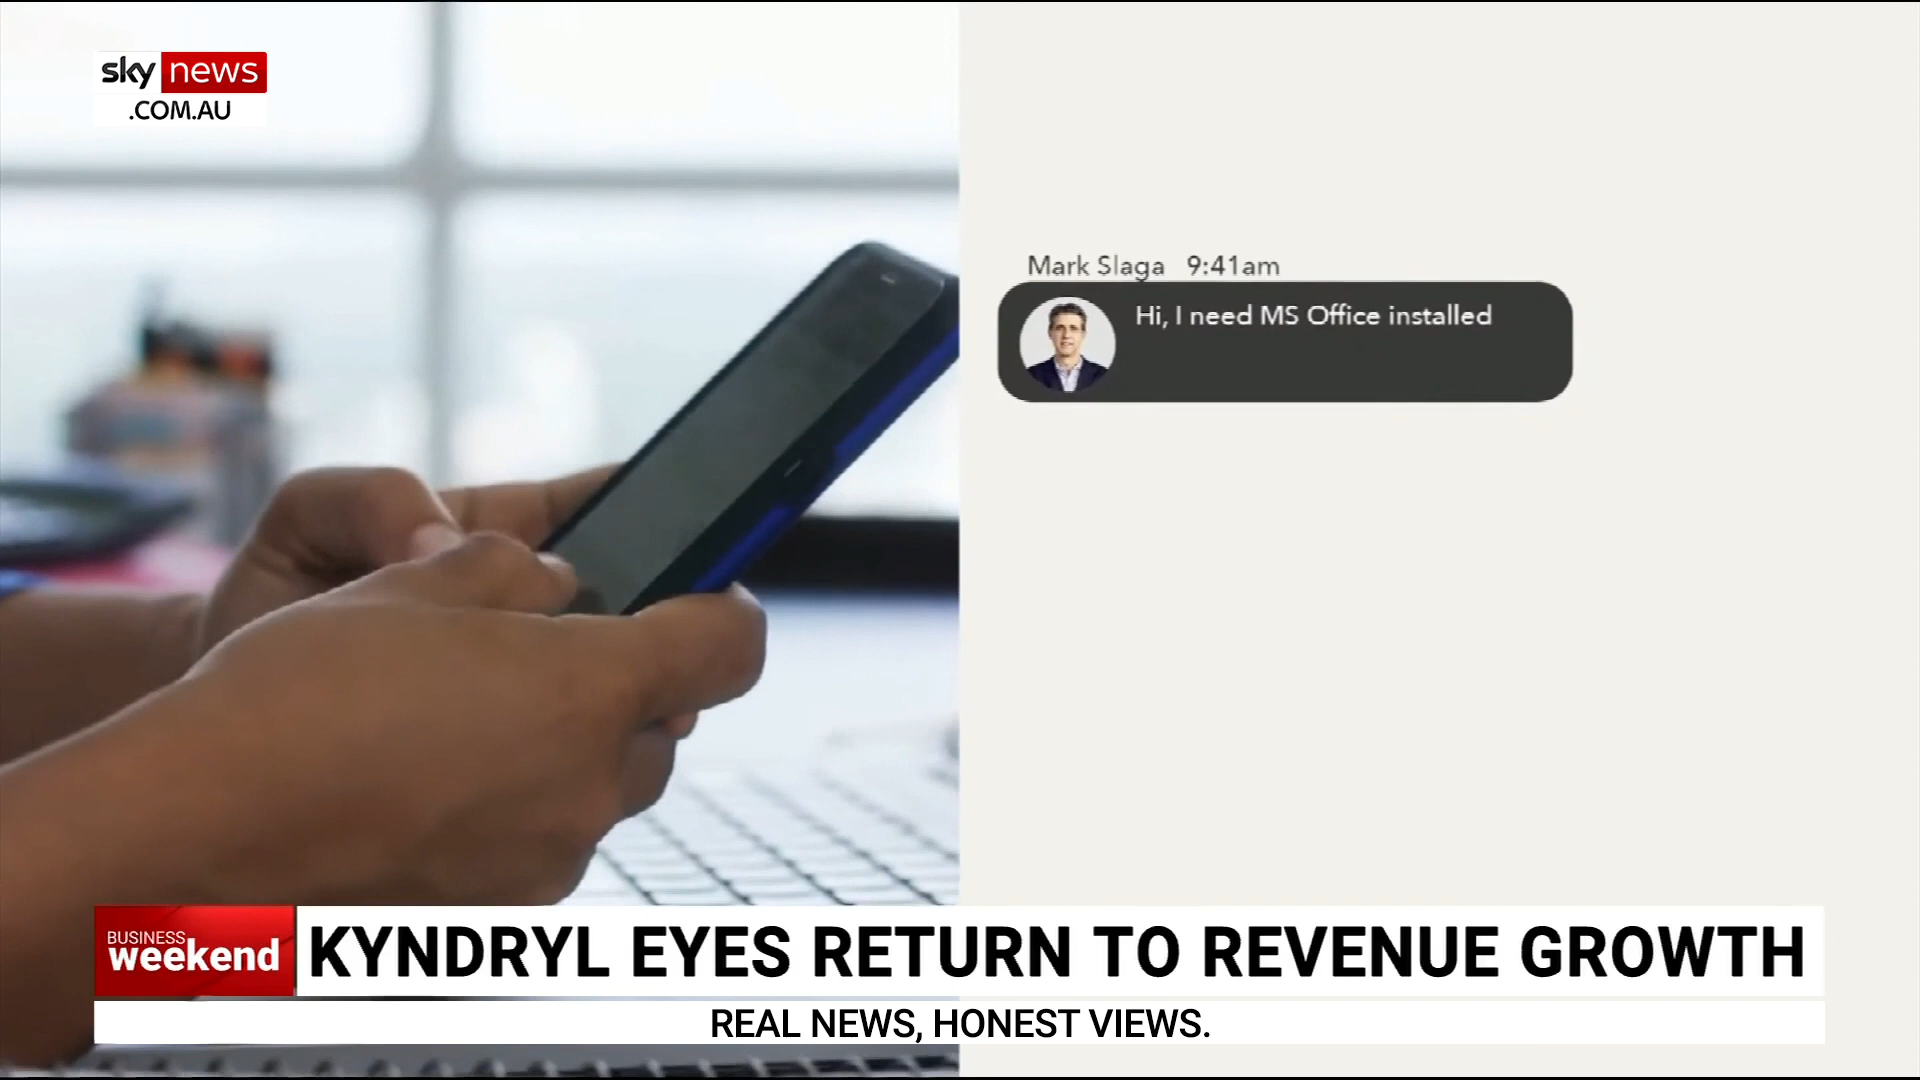 sky news
.COM.AU
Mark Slaga 9:41am
Hi, I need MS Office installed
BUSINESS
weekend
KYNDRYL EYES RETURN TO REVENUE GROWTH
REAL NEWS, HONEST VIEWS.